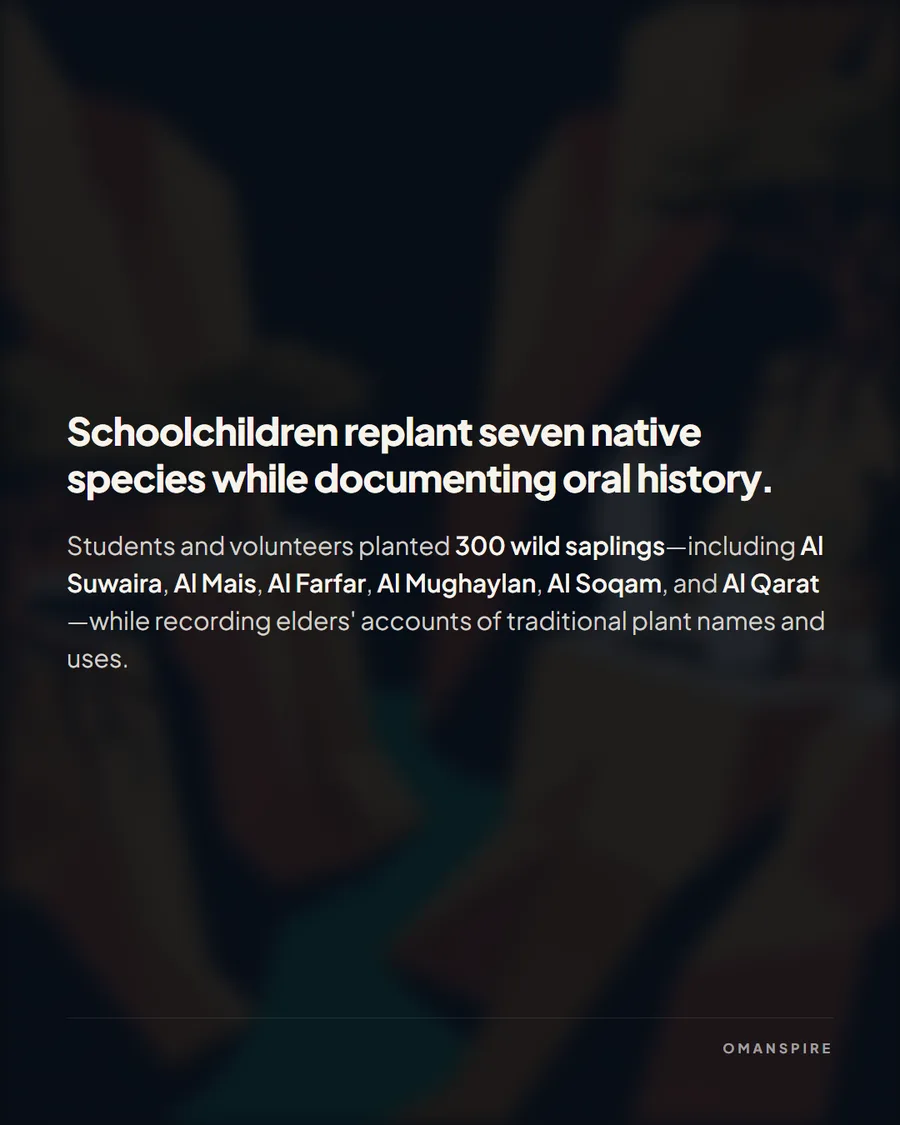 Schoolchildren replant seven native
species while documenting oral history.
Students and volunteers planted 300 wild saplings—including Al
Suwaira, Al Mais, Al Farfar, Al Mughaylan, Al Soqam, and Al Qarat
—while recording elders' accounts of traditional plant names and
uses.
OMANSPIRE